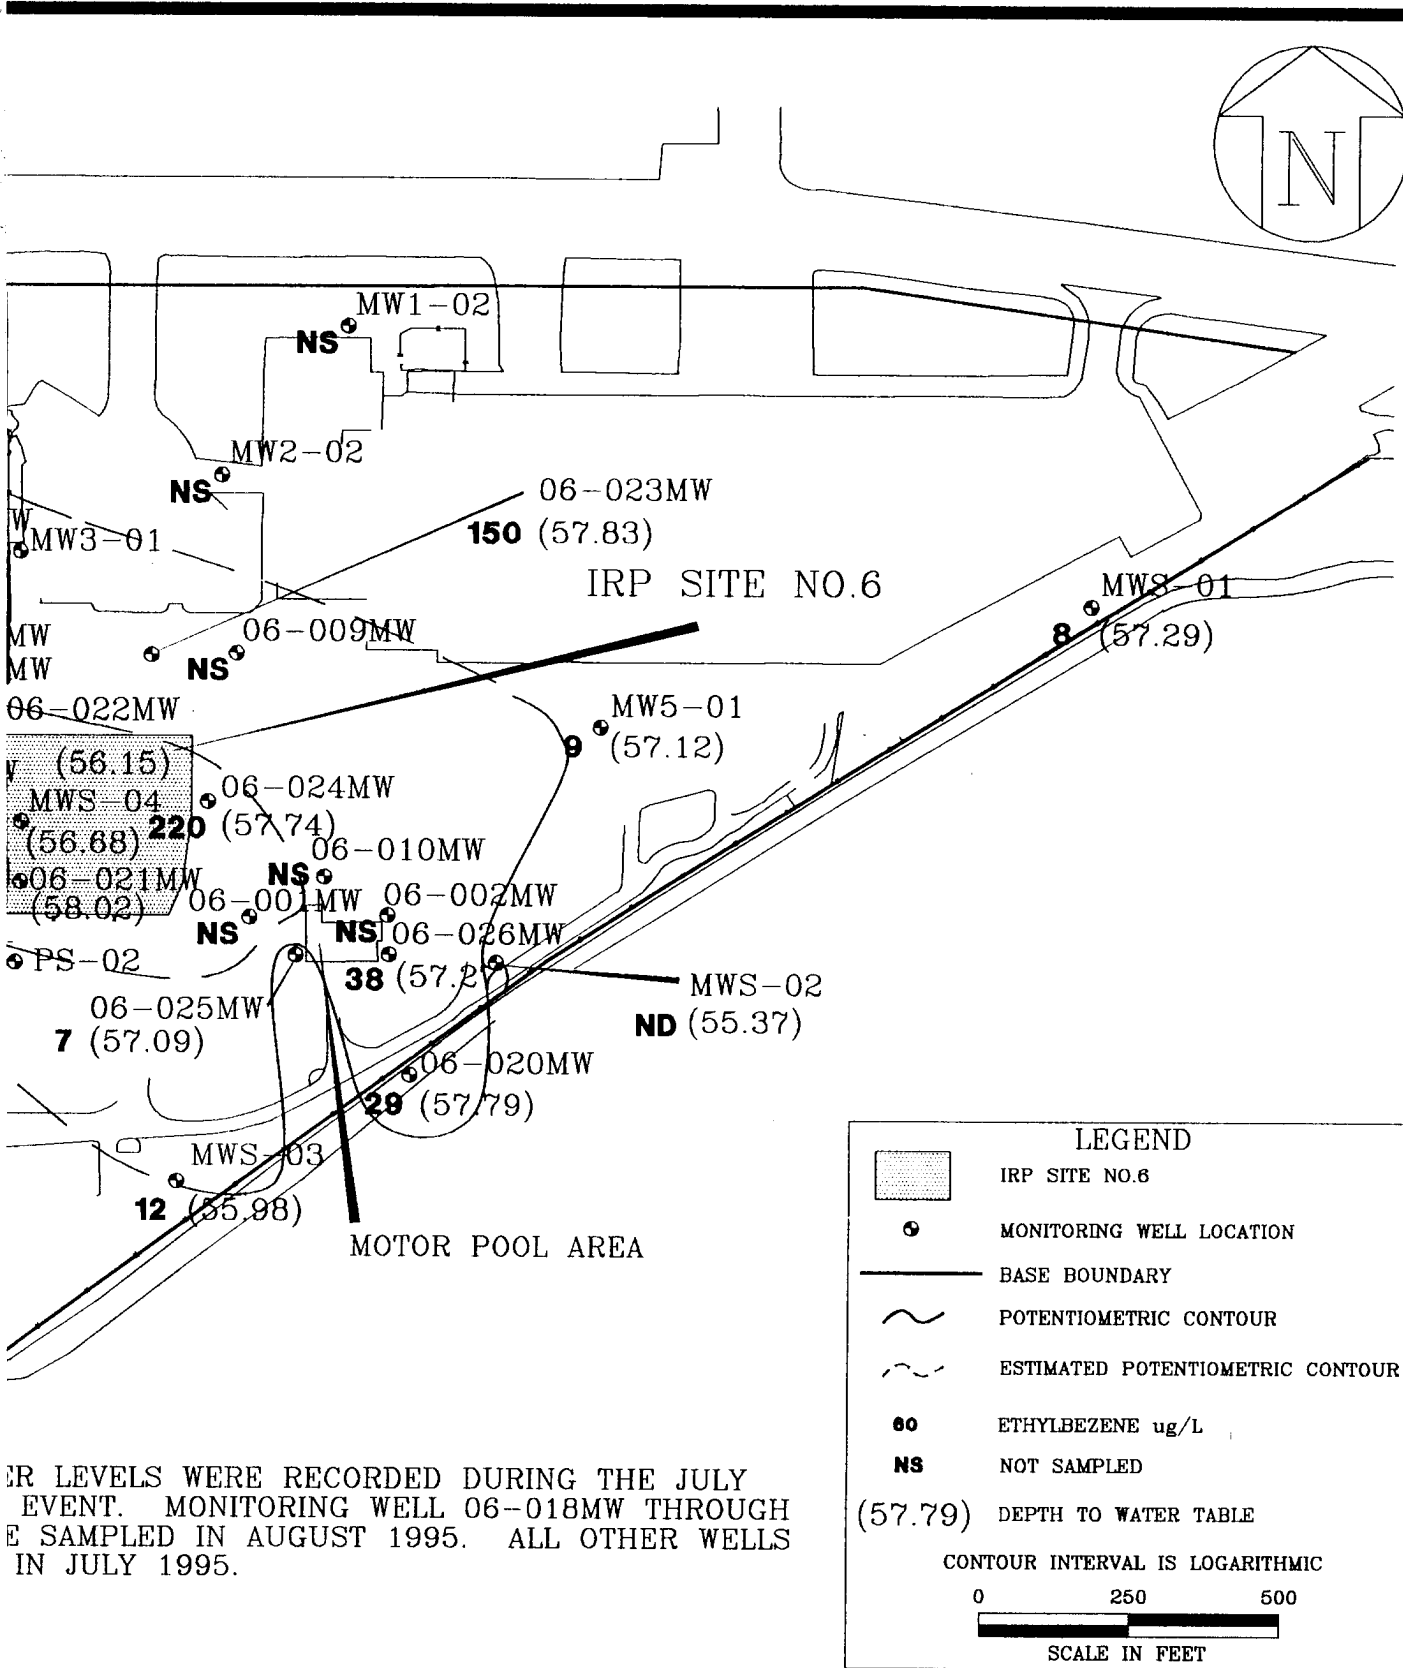 N
MW1-02
NS
MW2-02
NS
06-023MW
150 (57.83)
W
MW3-01
IRP SITE NO.6
MWS-01
8 (57.29)
MW
06-009MW
MW
NS
06-022MW
(56.15)
MW5-01
9 (57.12)
06-024MW
220 (57.74)
MWS-04
(56.68)
06-010MW
NS
06-021MW
(58.02)
06-001MW
NS
06-002MW
NS
06-026MW
38 (57.27
PS-02
MWS-02
ND (55.37)
06-025MW
7 (57.09)
06-020MW
29 (57.79)
MWS-03
12 (55.98)
MOTOR POOL AREA
LEGEND
IRP SITE NO.6
MONITORING WELL LOCATION
BASE BOUNDARY
POTENTIOMETRIC CONTOUR
ESTIMATED POTENTIOMETRIC CONTOUR
60 ETHYLBEZENE ug/L
NS NOT SAMPLED
(57.79) DEPTH TO WATER TABLE
CONTOUR INTERVAL IS LOGARITHMIC
0 250 500
SCALE IN FEET
ER LEVELS WERE RECORDED DURING THE JULY
EVENT. MONITORING WELL 06-018MW THROUGH
E SAMPLED IN AUGUST 1995. ALL OTHER WELLS
IN JULY 1995.